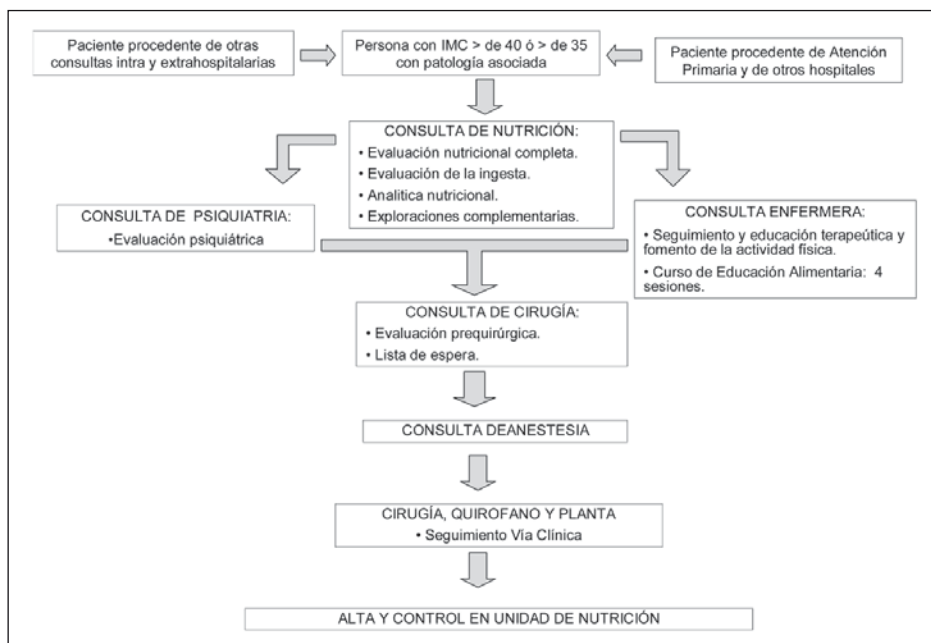 Paciente procedente de otras
consultas intra y extrahospitalarias
Persona con IMC > de 40 ó > de 35
con patología asociada
Paciente procedente de Atención
Primaria y de otros hospitales
CONSULTA DE NUTRICIÓN:
• Evaluación nutricional completa.
• Evaluación de la ingesta.
• Analítica nutricional.
• Exploraciones complementarias.
CONSULTA DE PSIQUIATRIA:
•Evaluación psiquiátrica
CONSULTA ENFERMERA:
• Seguimiento y educación terapeútica y
fomento de la actividad física.
• Curso de Educación Alimentaria: 4
sesiones.
CONSULTA DE CIRUGÍA:
• Evaluación prequirúrgica.
• Lista de espera.
CONSULTA DEANESTESIA
CIRUGÍA, QUIROFANO Y PLANTA
• Seguimiento Vía Clínica
ALTA Y CONTROL EN UNIDAD DE NUTRICIÓN